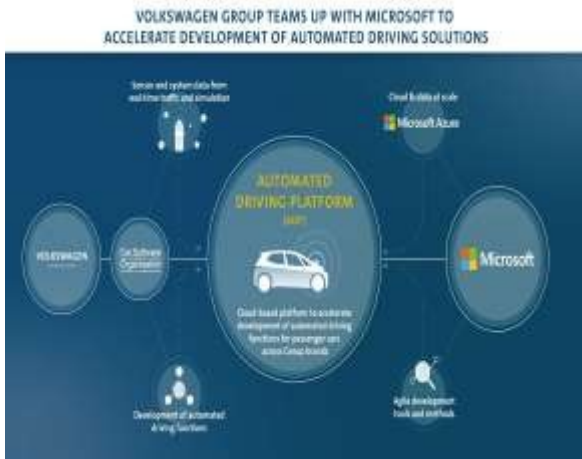 VOLKSWAGEN GROUP TEAMS UP WITH MICROSOFT TO
ACCELERATE DEVELOPMENT OF AUTOMATED DRIVING SOLUTIONS
Sensor and system data from
real-time traffic and simulation
Cloud Builds at scale
Microsoft Azure
AUTOMATED
DRIVING PLATFORM
(ADP)
VOLKSWAGEN
Car.Software
Organisation
Microsoft
Cloud-based platform to accelerate
development of automated driving
functions for passenger cars
across Group brands
Development of automated
driving functions
Agile development
tools and methods